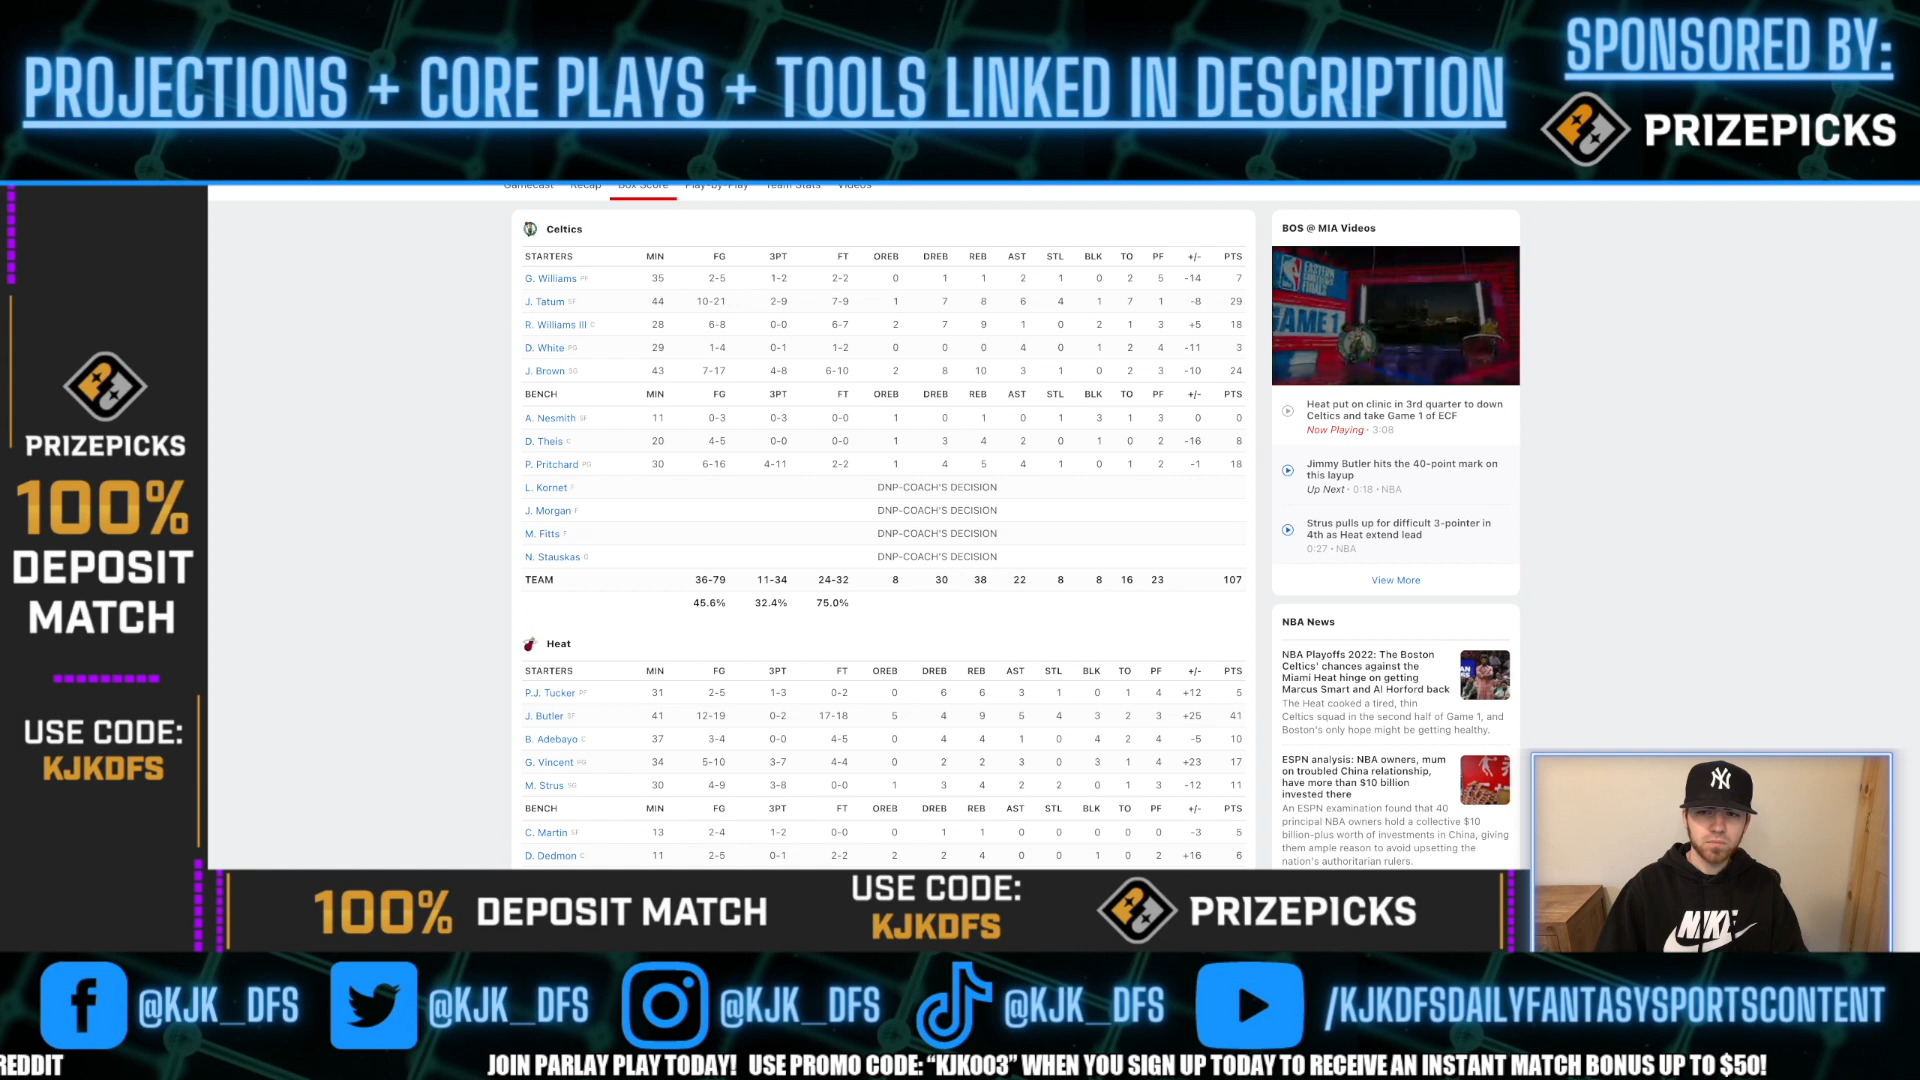 PROJECTIONS + CORE PLAYS + TOOLS LINKED IN DESCRIPTION
SPONSORED BY:
PRIZEPICKS
Gamecast Recap Box Score Play-by-Play Team Stats Videos
Celtics
STARTERS MIN FG 3PT FT OREB DREB REB AST STL BLK TO PF +/- PTS
G. Williams PF 35 2-5 1-2 2-2 0 1 1 2 1 0 2 5 -14 7
J. Tatum SF 44 10-21 2-9 7-9 1 7 8 6 4 1 7 1 -8 29
R. Williams III C 28 6-8 0-0 6-7 2 7 9 1 0 2 1 3 +5 18
D. White PG 29 1-4 0-1 1-2 0 0 0 4 0 1 2 4 -11 3
J. Brown SG 43 7-17 4-8 6-10 2 8 10 3 1 0 2 3 -10 24
BENCH MIN FG 3PT FT OREB DREB REB AST STL BLK TO PF +/- PTS
A. Nesmith SF 11 0-3 0-3 0-0 1 0 1 0 1 3 1 3 0 0
D. Theis C 20 4-5 0-0 0-0 1 3 4 2 0 1 0 2 -16 8
P. Pritchard PG 30 6-16 4-11 2-2 1 4 5 4 1 0 1 2 -1 18
L. Kornet F DNP-COACH'S DECISION
J. Morgan F DNP-COACH'S DECISION
M. Fitts F DNP-COACH'S DECISION
N. Stauskas G DNP-COACH'S DECISION
TEAM 36-79 11-34 24-32 8 30 38 22 8 8 16 23 107
45.6% 32.4% 75.0%
Heat
STARTERS MIN FG 3PT FT OREB DREB REB AST STL BLK TO PF +/- PTS
P.J. Tucker PF 31 2-5 1-3 0-2 0 6 6 3 1 0 1 4 +12 5
J. Butler SF 41 12-19 0-2 17-18 5 4 9 5 4 3 2 3 +25 41
B. Adebayo C 37 3-4 0-0 4-5 0 4 4 1 0 4 2 4 -5 10
G. Vincent PG 34 5-10 3-7 4-4 0 2 2 3 0 3 1 4 +23 17
M. Strus SG 30 4-9 3-8 0-0 1 3 4 2 2 0 1 3 -12 11
BENCH MIN FG 3PT FT OREB DREB REB AST STL BLK TO PF +/- PTS
C. Martin SF 13 2-4 1-2 0-0 0 1 1 0 0 0 0 0 -3 5
D. Dedmon C 11 2-5 0-1 2-2 2 2 4 0 0 1 0 2 +16 6
BOS @ MIA Videos
GAME 1
Heat put on clinic in 3rd quarter to down
Celtics and take Game 1 of ECF
Now Playing · 3:08
Jimmy Butler hits the 40-point mark on
this layup
Up Next · 0:18 · NBA
Strus pulls up for difficult 3-pointer in
4th as Heat extend lead
0:27 · NBA
View More
NBA News
NBA Playoffs 2022: The Boston
Celtics' chances against the
Miami Heat hinge on getting
Marcus Smart and Al Horford back
The Heat cooked a tired, thin
Celtics squad in the second half of Game 1, and
Boston's only hope might be getting healthy.
ESPN analysis: NBA owners, mum
on troubled China relationship,
have more than $10 billion
invested there
An ESPN examination found that 40
principal NBA owners hold a collective $10
billion-plus worth of investments in China, giving
them ample reason to avoid upsetting the
nation's authoritarian rulers.
PRIZEPICKS
100%
DEPOSIT
MATCH
USE CODE:
KJKDFS
100% DEPOSIT MATCH
USE CODE:
KJKDFS
PRIZEPICKS
NY
NIKE
@KJK_DFS
@KJK_DFS
@KJK_DFS
@KJK_DFS
/KJKDFSDAILYFANTASYSPORTSCONTENT
REDDIT
JOIN PARLAY PLAY TODAY! USE PROMO CODE: "KJK003" WHEN YOU SIGN UP TODAY TO RECEIVE AN INSTANT MATCH BONUS UP TO $50!